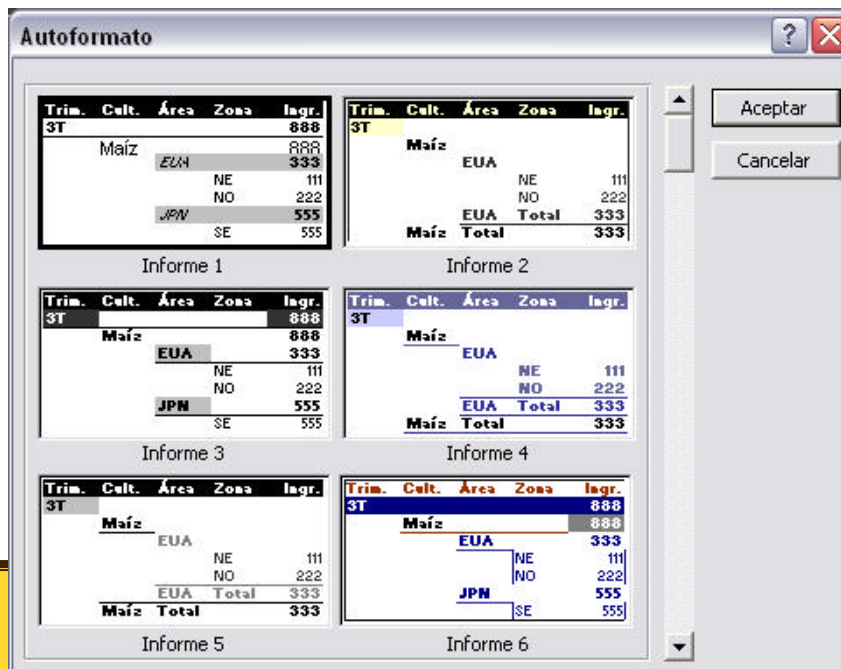 Autoformato
?
Aceptar
Cancelar
Trim. Cult. Área Zona Ingr.
3T 888
Maíz 888
EUA 333
NE 111
NO 222
JPN 555
SE 555
Informe 1
Trim. Cult. Área Zona Ingr.
3T
Maíz
EUA
NE 111
NO 222
EUA Total 333
Maíz Total 333
Informe 2
Trim. Cult. Área Zona Ingr.
3T 888
Maíz 888
EUA 333
NE 111
NO 222
JPN 555
SE 555
Informe 3
Trim. Cult. Área Zona Ingr.
3T
Maíz
EUA
NE 111
NO 222
EUA Total 333
Maíz Total 333
Informe 4
Trim. Cult. Área Zona Ingr.
3T
Maíz
EUA
NE 111
NO 222
EUA Total 333
Maíz Total 333
Informe 5
Trim. Cult. Área Zona Ingr.
3T 888
Maíz 888
EUA 333
NE 111
NO 222
JPN 555
SE 555
Informe 6